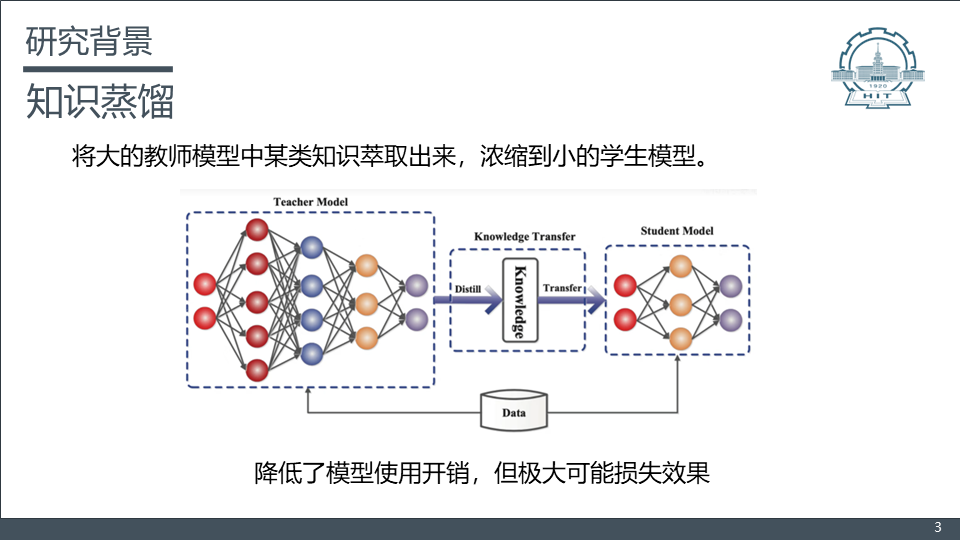 研究背景
知识蒸馏
1920
HIT
将大的教师模型中某类知识萃取出来，浓缩到小的学生模型。
Teacher Model
Knowledge Transfer
Student Model
Distill
Knowledge
Transfer
Data
降低了模型使用开销，但极大可能损失效果
3